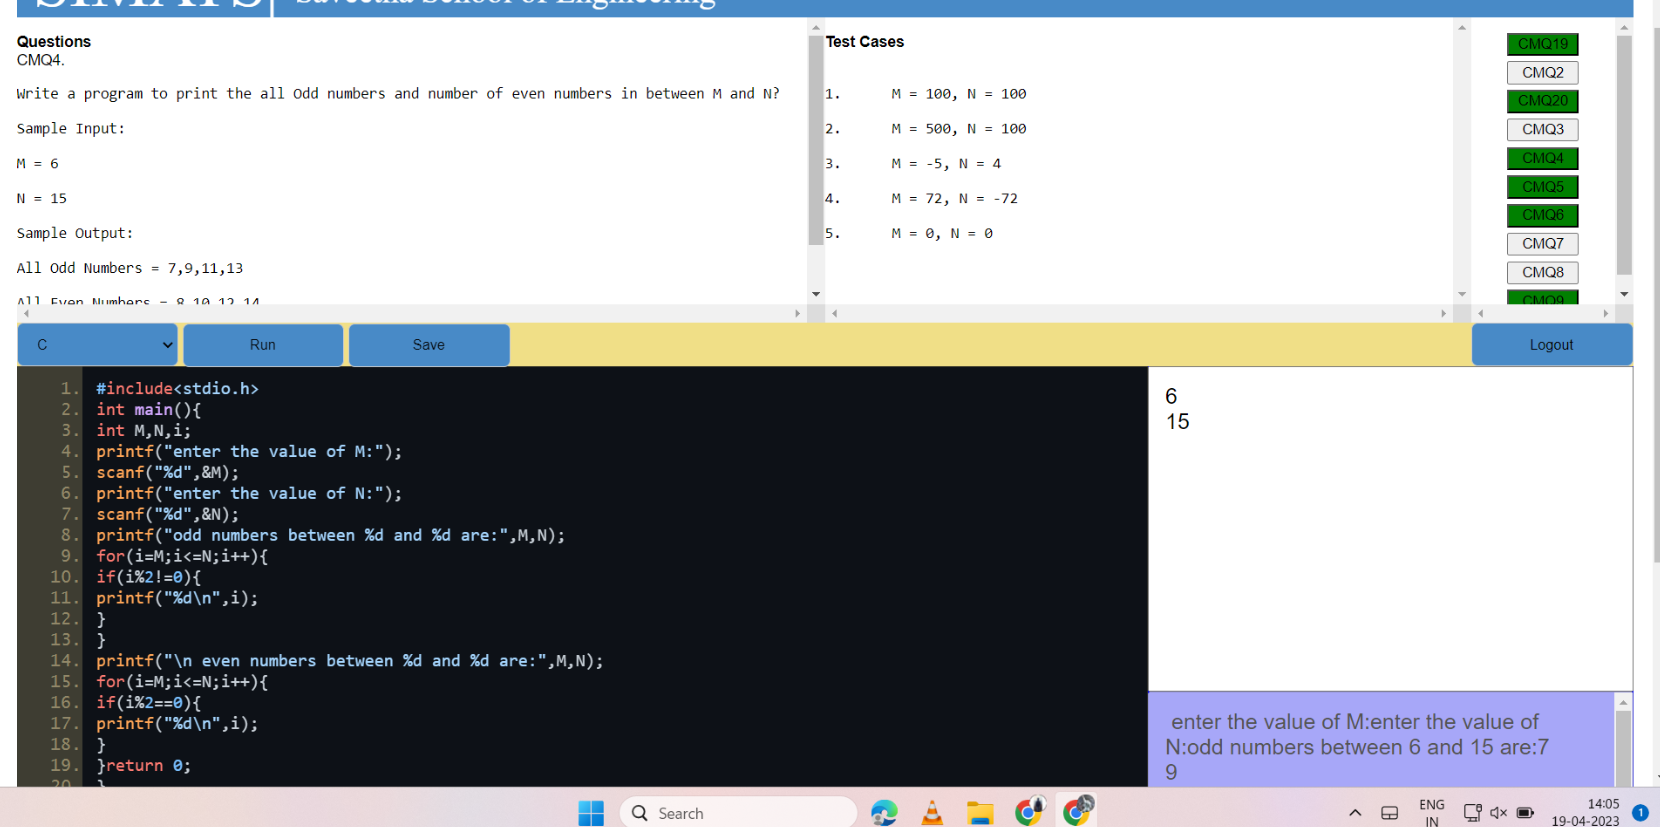 SIMATS Saveetha School of Engineering
Questions
CMQ4.
Write a program to print the all Odd numbers and number of even numbers in between M and N?
Sample Input:
M = 6
N = 15
Sample Output:
All Odd Numbers = 7,9,11,13
All Even Numbers = 8,10,12,14
Test Cases
1. M = 100, N = 100
2. M = 500, N = 100
3. M = -5, N = 4
4. M = 72, N = -72
5. M = 0, N = 0
CMQ19
CMQ2
CMQ20
CMQ3
CMQ4
CMQ5
CMQ6
CMQ7
CMQ8
CMQ9
C Run Save Logout
1. #include<stdio.h>
2. int main(){
3. int M,N,i;
4. printf("enter the value of M:");
5. scanf("%d",&M);
6. printf("enter the value of N:");
7. scanf("%d",&N);
8. printf("odd numbers between %d and %d are:",M,N);
9. for(i=M;i<=N;i++){
10. if(i%2!=0){
11. printf("%d\n",i);
12. }
13. }
14. printf("\n even numbers between %d and %d are:",M,N);
15. for(i=M;i<=N;i++){
16. if(i%2==0){
17. printf("%d\n",i);
18. }
19. }return 0;
20. }
6
15
enter the value of M:enter the value of
N:odd numbers between 6 and 15 are:7
9
Search
ENG
IN
14:05
19-04-2023
1